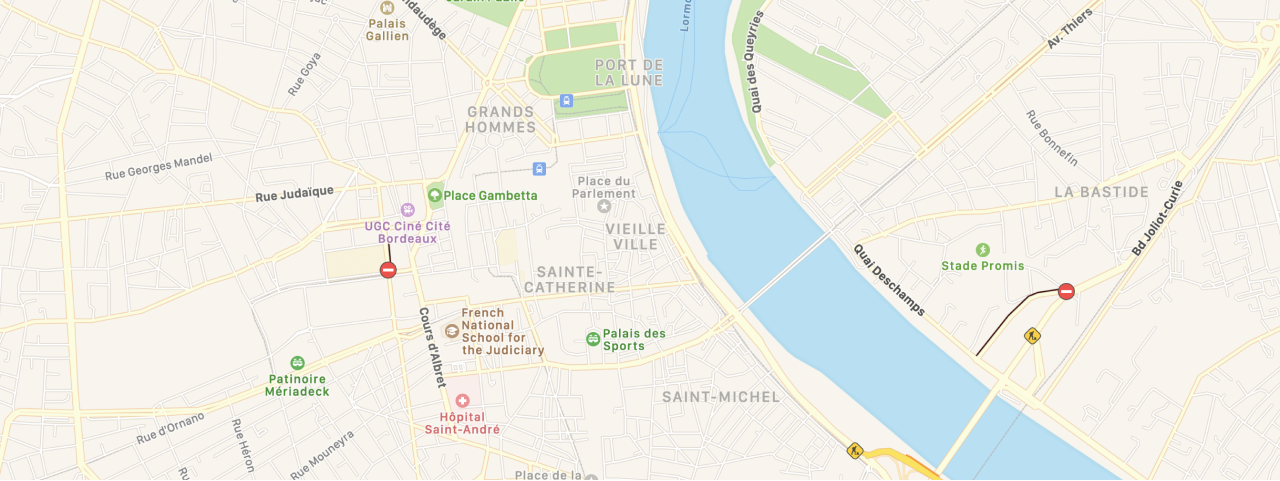 Jardin Public
Palais
Gallien
Lormo
PORT DE
LA LUNE
Quai des Queyries
Av. Thiers
Rue Goya
GRANDS
HOMMES
Rue Bonnefin
Rue Georges Mandel
Rue Judaïque
Place Gambetta
Place du
Parlement
LA BASTIDE
UGC Ciné Cité
Bordeaux
VIEILLE
VILLE
Bd Joliot-Curie
Stade Promis
Quai Deschamps
SAINTE-
CATHERINE
French
National
School for
the Judiciary
Cours d'Albret
Palais des
Sports
Patinoire
Mériadeck
SAINT-MICHEL
Hôpital
Saint-André
Rue d'Ornano
Rue Héron
Rue Mouneyra
Place de la